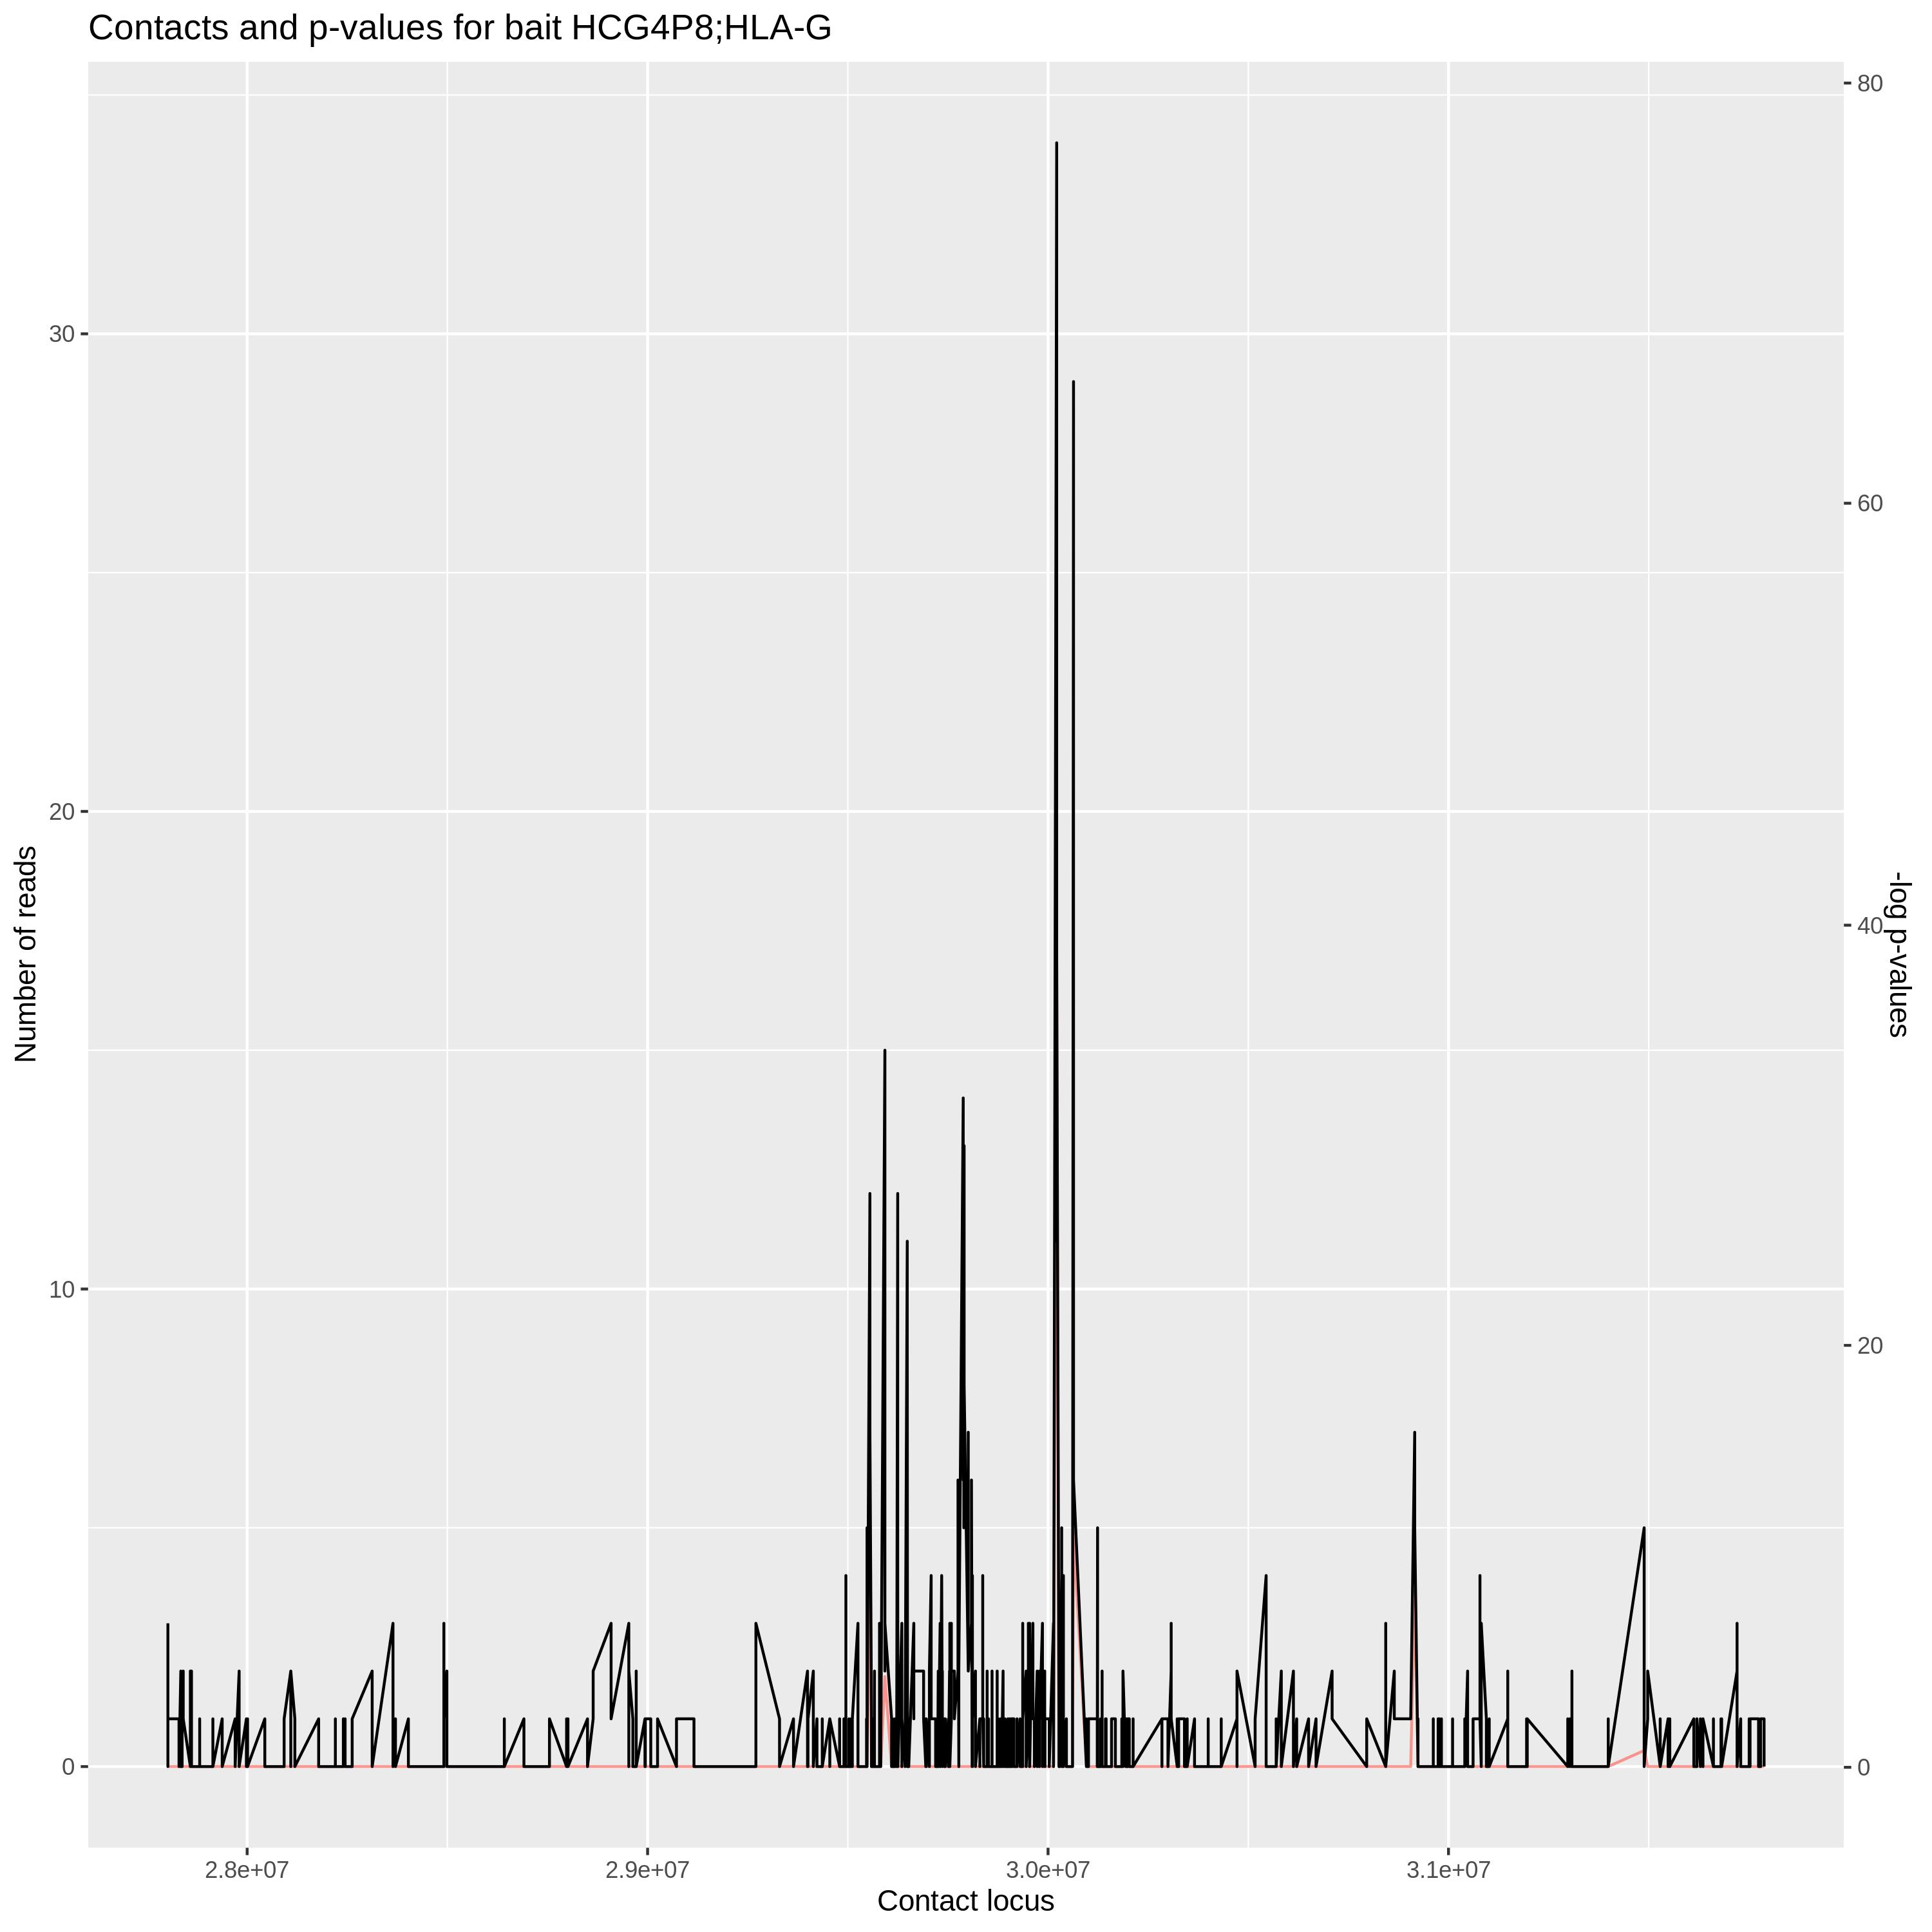 Contacts and p-values for bait HCG4P8;HLA-G
Number of reads
30
20
10
0
80
60
40
20
0
-log p-values
2.8e+07 2.9e+07 3.0e+07 3.1e+07
Contact locus